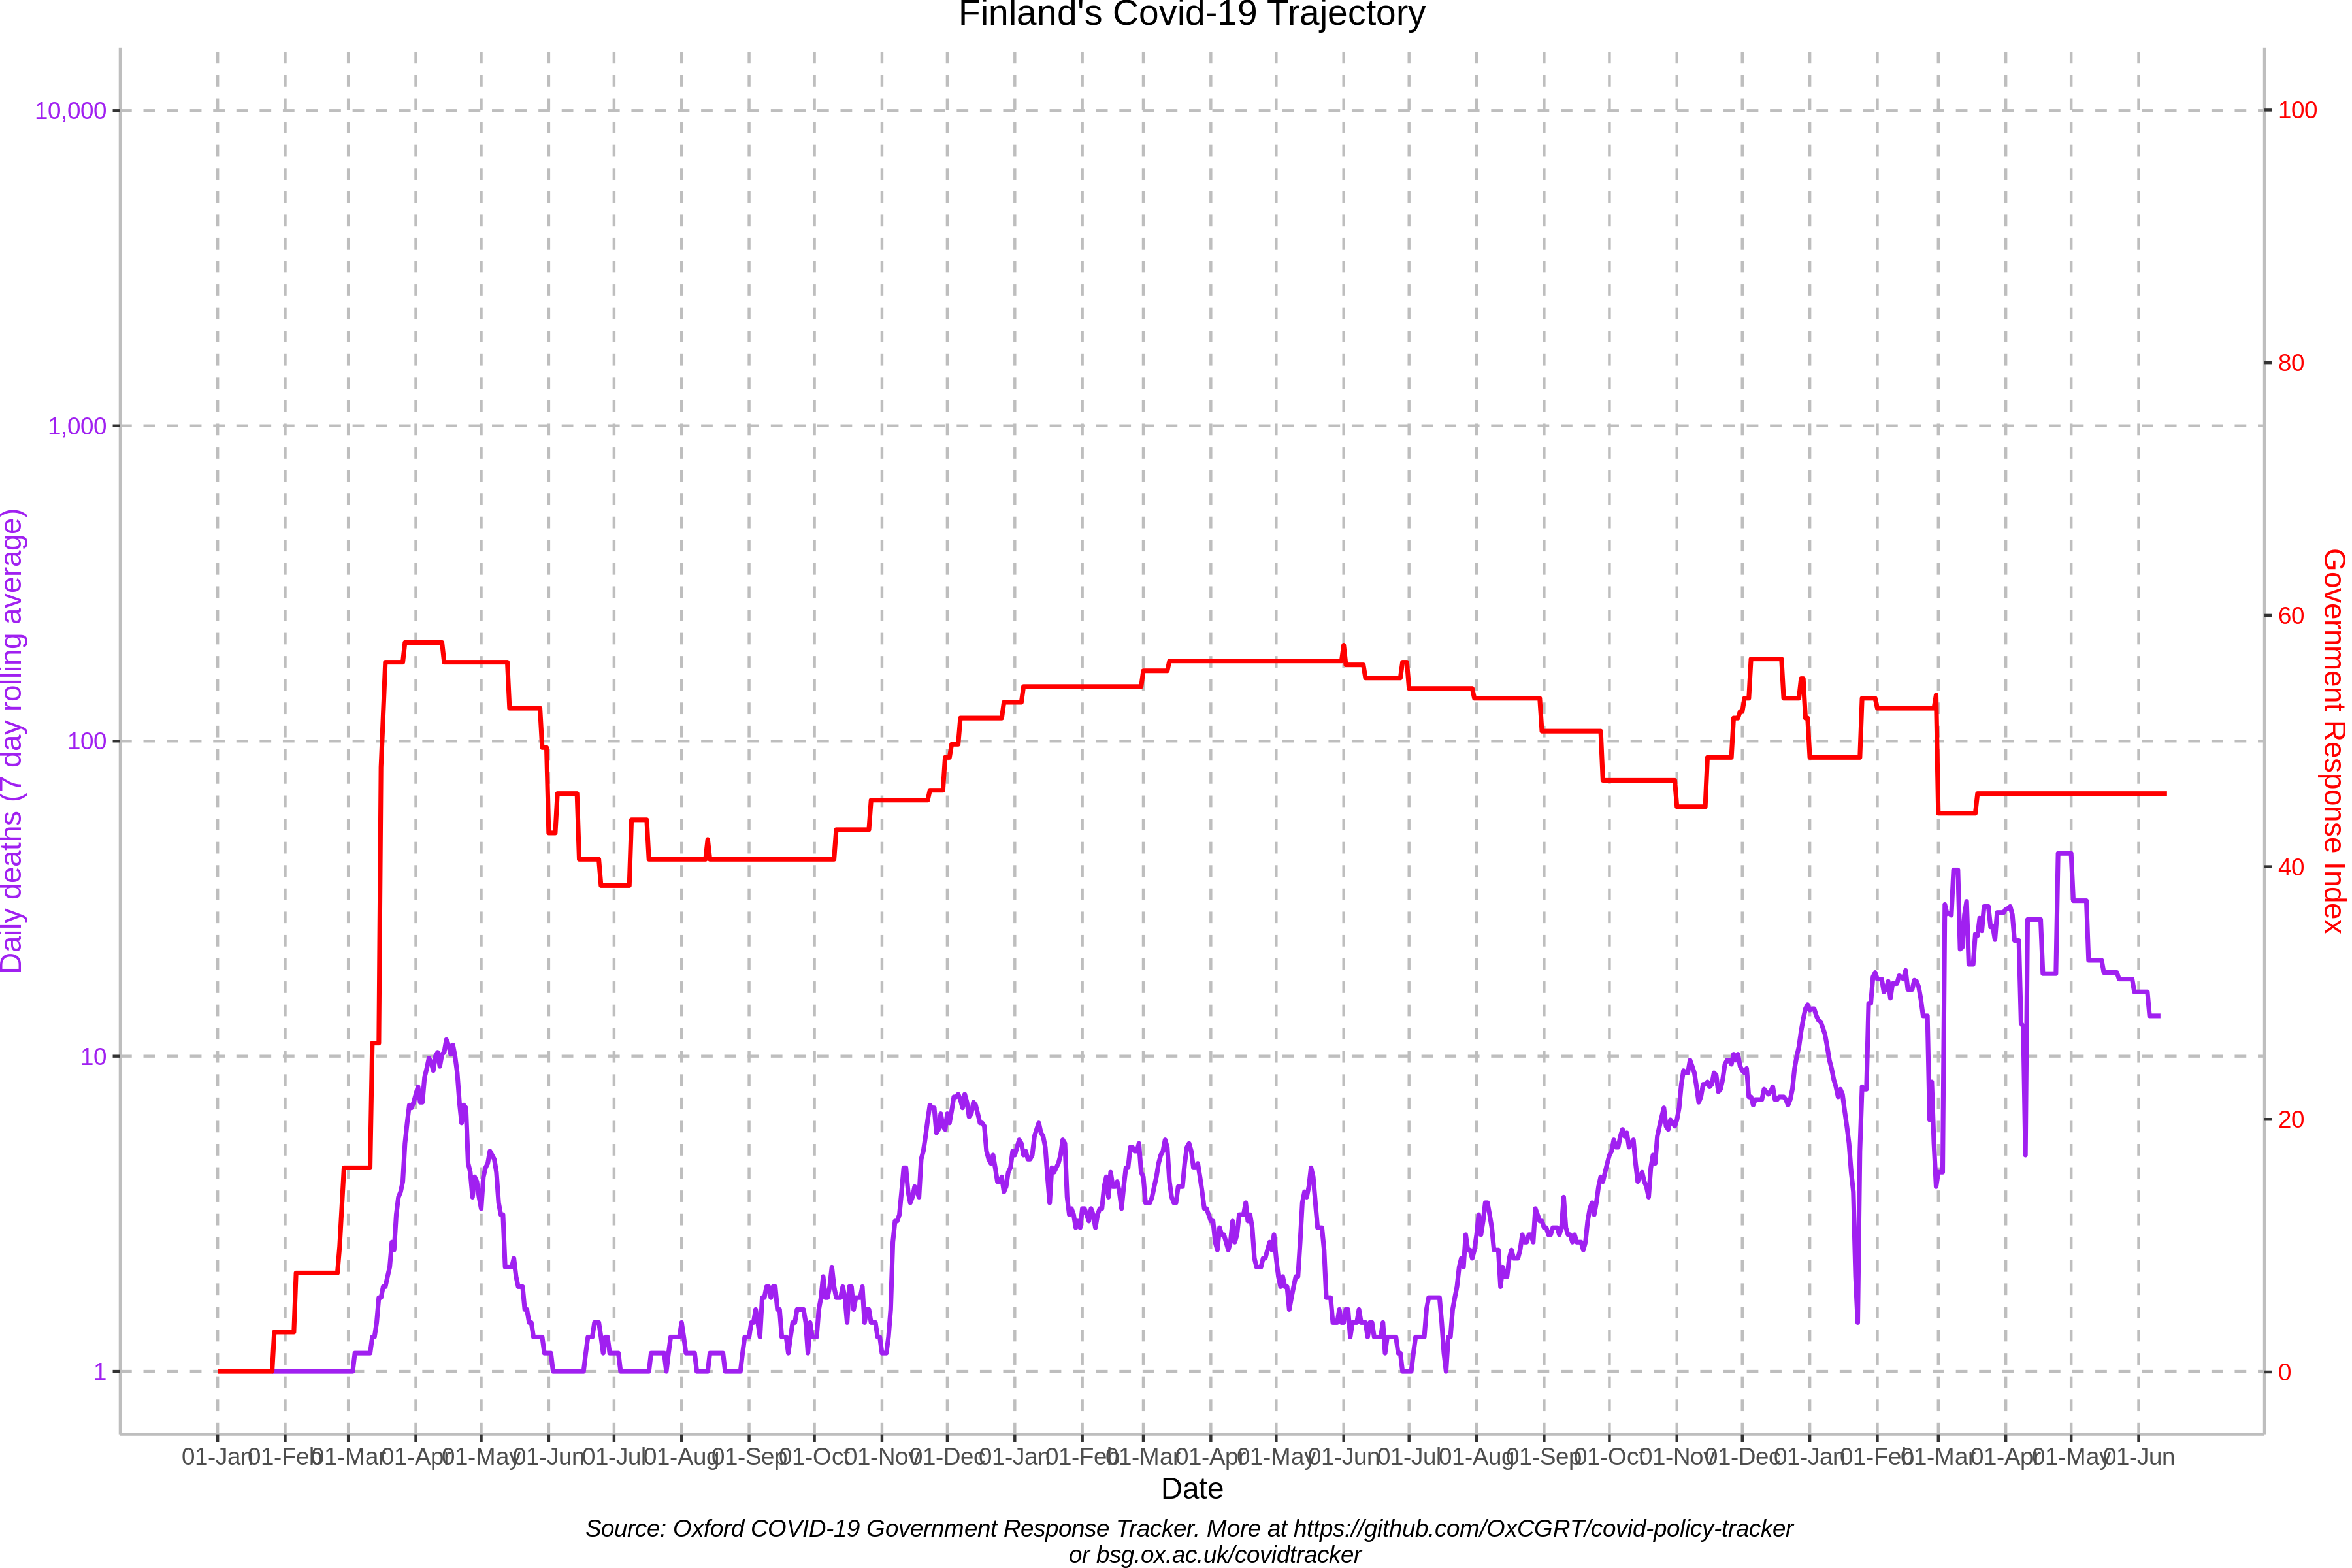 Finland's Covid-19 Trajectory
10,000
1,000
100
10
1
Daily deaths (7 day rolling average)
100
80
60
40
20
0
Government Response Index
01-Jan 01-Feb 01-Mar 01-Apr 01-May 01-Jun 01-Jul 01-Aug 01-Sep 01-Oct 01-Nov 01-Dec 01-Jan 01-Feb 01-Mar 01-Apr 01-May 01-Jun 01-Jul 01-Aug 01-Sep 01-Oct 01-Nov 01-Dec 01-Jan 01-Feb 01-Mar 01-Apr 01-May 01-Jun
Date
Source: Oxford COVID-19 Government Response Tracker. More at https://github.com/OxCGRT/covid-policy-tracker
or bsg.ox.ac.uk/covidtracker